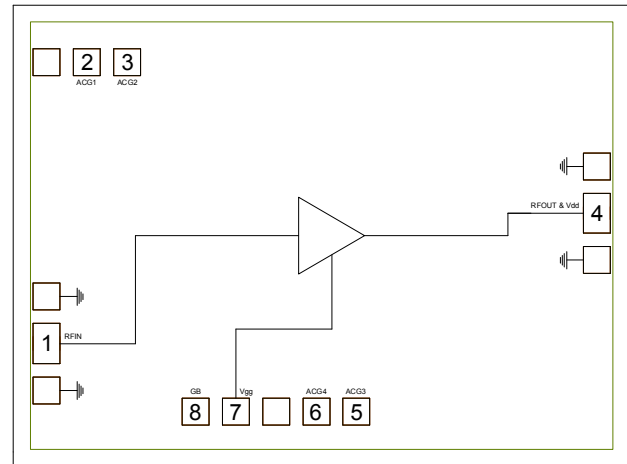 2 3
ACG1 ACG2
RFOUT & Vdd 4
1 RFIN
GB Vgg ACG4 ACG3
8 7 6 5